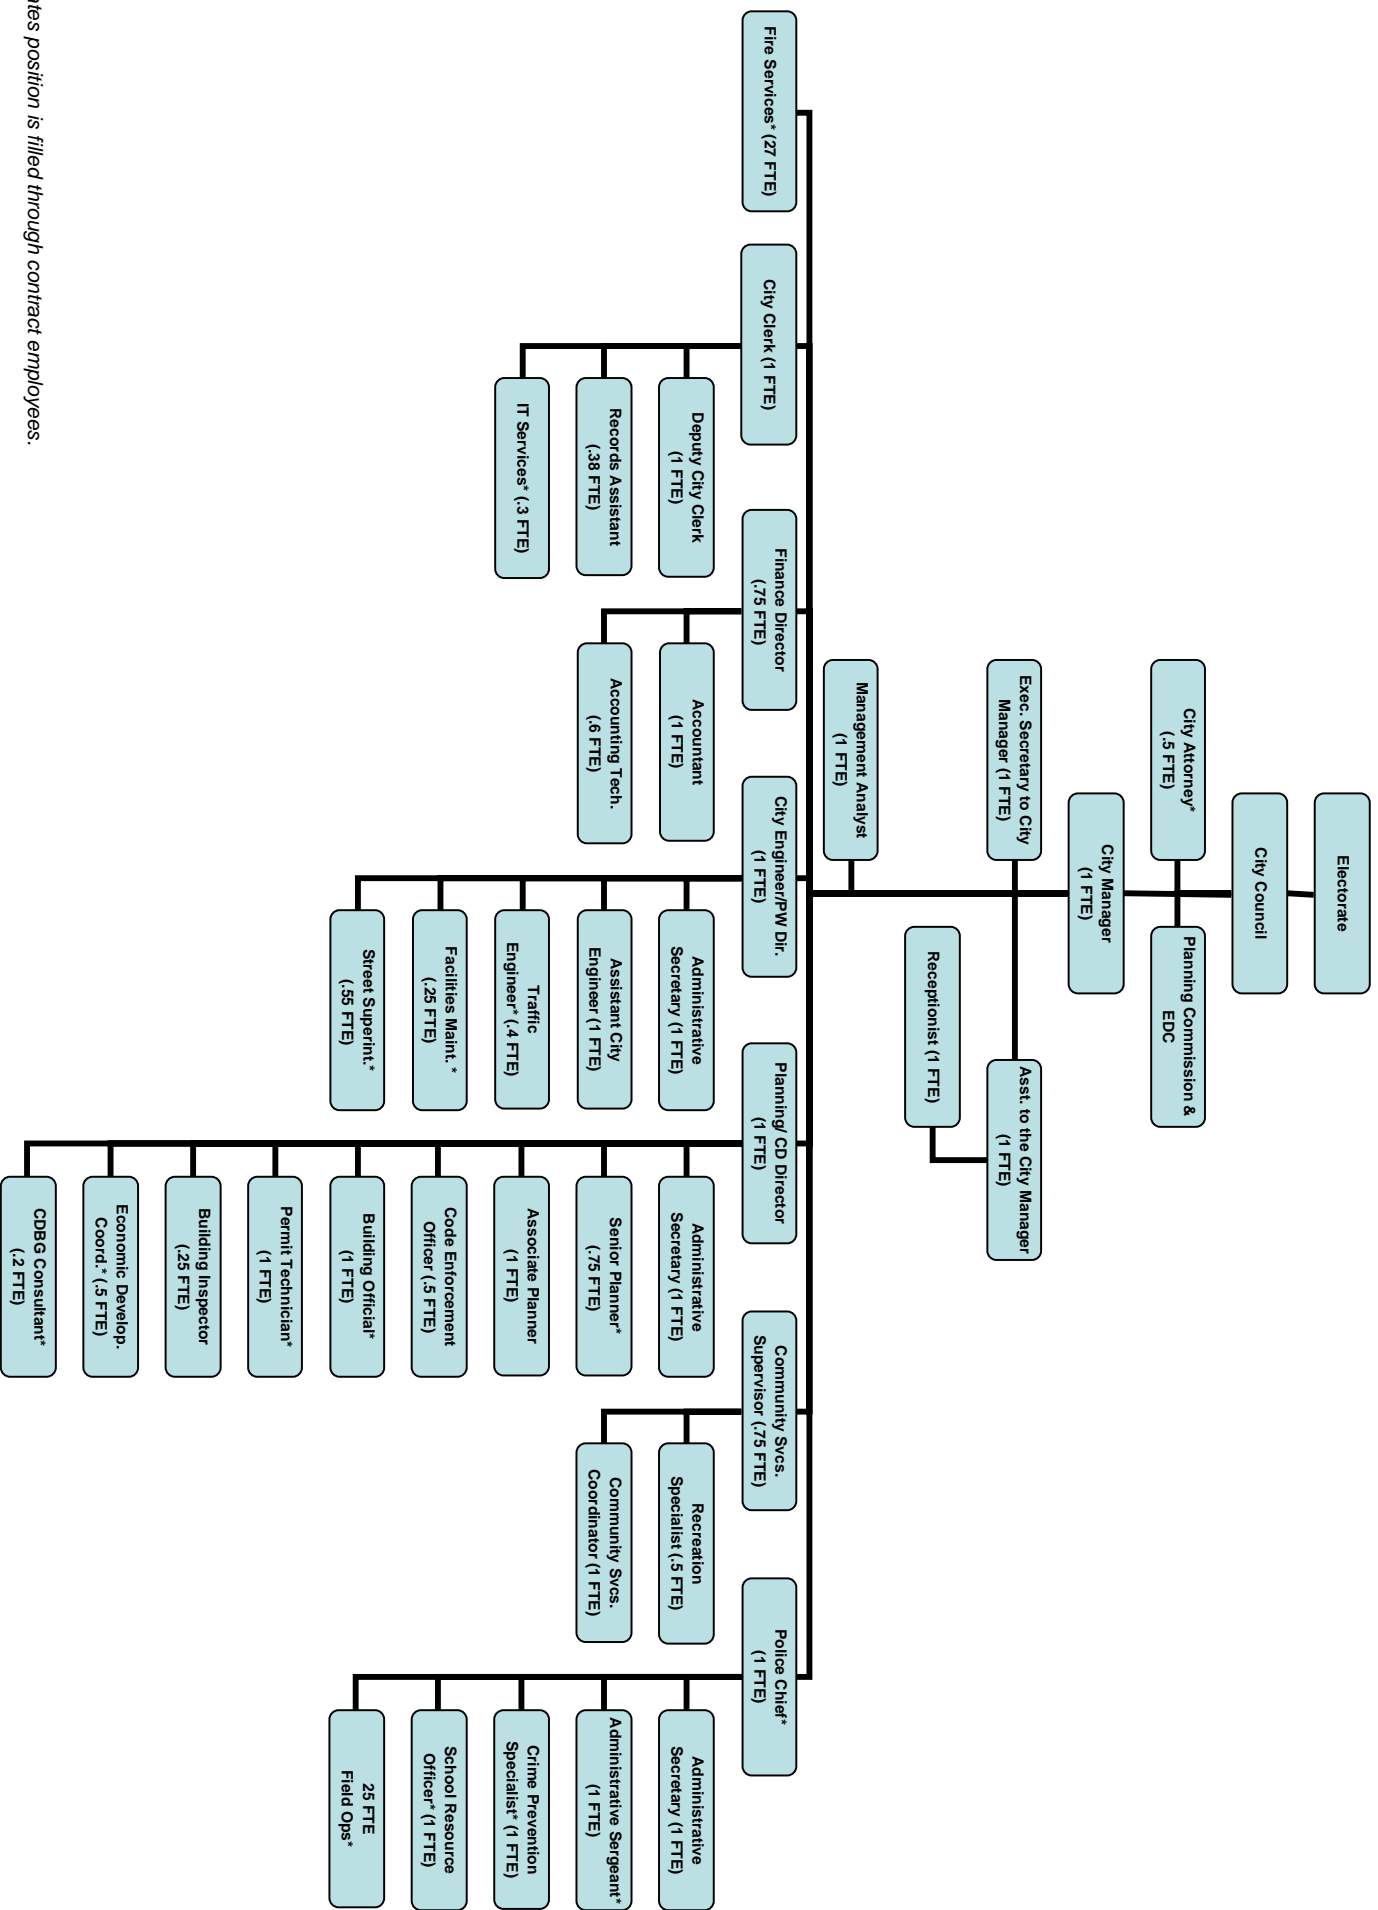 Electorate
City Council
City Attorney*
(.5 FTE)
Planning Commission &
EDC
City Manager
(1 FTE)
Exec. Secretary to City
Manager (1 FTE)
Asst. to the City Manager
(1 FTE)
Receptionist (1 FTE)
Management Analyst
(1 FTE)
Fire Services* (27 FTE)
City Clerk (1 FTE)
Deputy City Clerk
(1 FTE)
Records Assistant
(.38 FTE)
IT Services* (.3 FTE)
Finance Director
(.75 FTE)
Accountant
(1 FTE)
Accounting Tech.
(.6 FTE)
City Engineer/PW Dir.
(1 FTE)
Administrative
Secretary (1 FTE)
Assistant City
Engineer (1 FTE)
Traffic
Engineer* (.4 FTE)
Facilities Maint. *
(.25 FTE)
Street Superint.*
(.55 FTE)
Planning/ CD Director
(1 FTE)
Administrative
Secretary (1 FTE)
Senior Planner*
(.75 FTE)
Associate Planner
(1 FTE)
Code Enforcement
Officer (.5 FTE)
Building Official*
(1 FTE)
Permit Technician*
(1 FTE)
Building Inspector
(.25 FTE)
Economic Develop.
Coord.* (.5 FTE)
CDBG Consultant*
(.2 FTE)
Community Svcs.
Supervisor (.75 FTE)
Recreation
Specialist (.5 FTE)
Community Svcs.
Coordinator (1 FTE)
Police Chief*
(1 FTE)
Administrative
Secretary (1 FTE)
Administrative Sergeant*
(1 FTE)
Crime Prevention
Specialist* (1 FTE)
School Resource
Officer* (1 FTE)
25 FTE
Field Ops*
position is filled through contract employees.